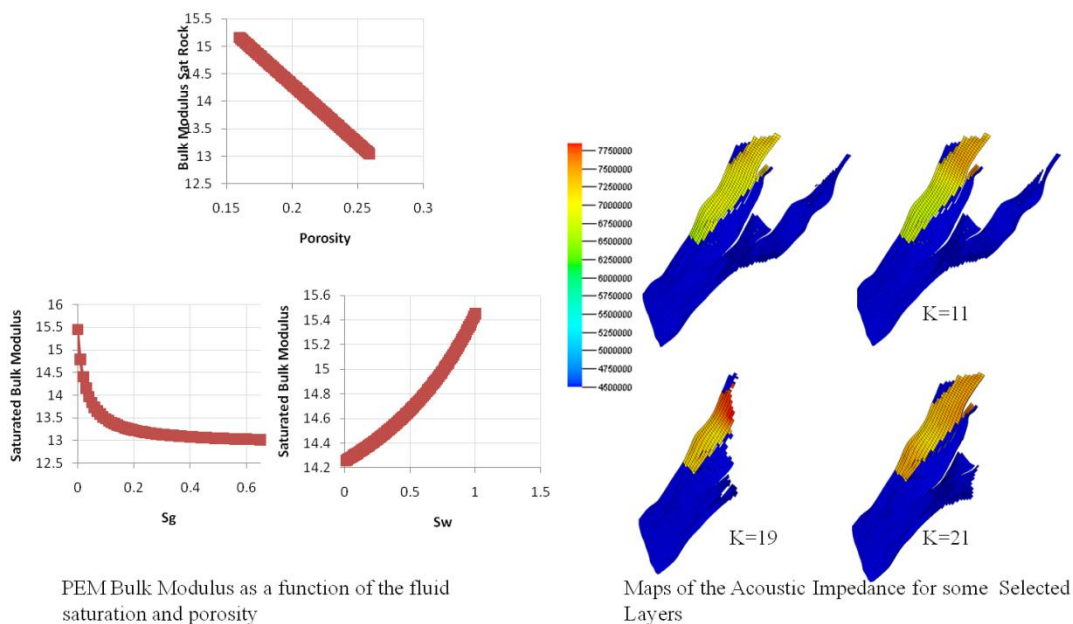 15.5
15
14.5
14
13.5
13
12.5
Bulk Modulus Sat Rock
0.15 0.2 0.25 0.3
Porosity
7750000
7500000
7250000
7000000
6750000
6500000
6250000
6000000
5750000
5500000
5250000
5000000
4750000
4500000
K=11
16
15.5
15
14.5
14
13.5
13
12.5
Saturated Bulk Modulus
0 0.2 0.4 0.6
Sg
15.6
15.4
15.2
15
14.8
14.6
14.4
14.2
Saturated Bulk Modulus
0 0.5 1 1.5
Sw
K=19
K=21
PEM Bulk Modulus as a function of the fluid
saturation and porosity
Maps of the Acoustic Impedance for some Selected
Layers